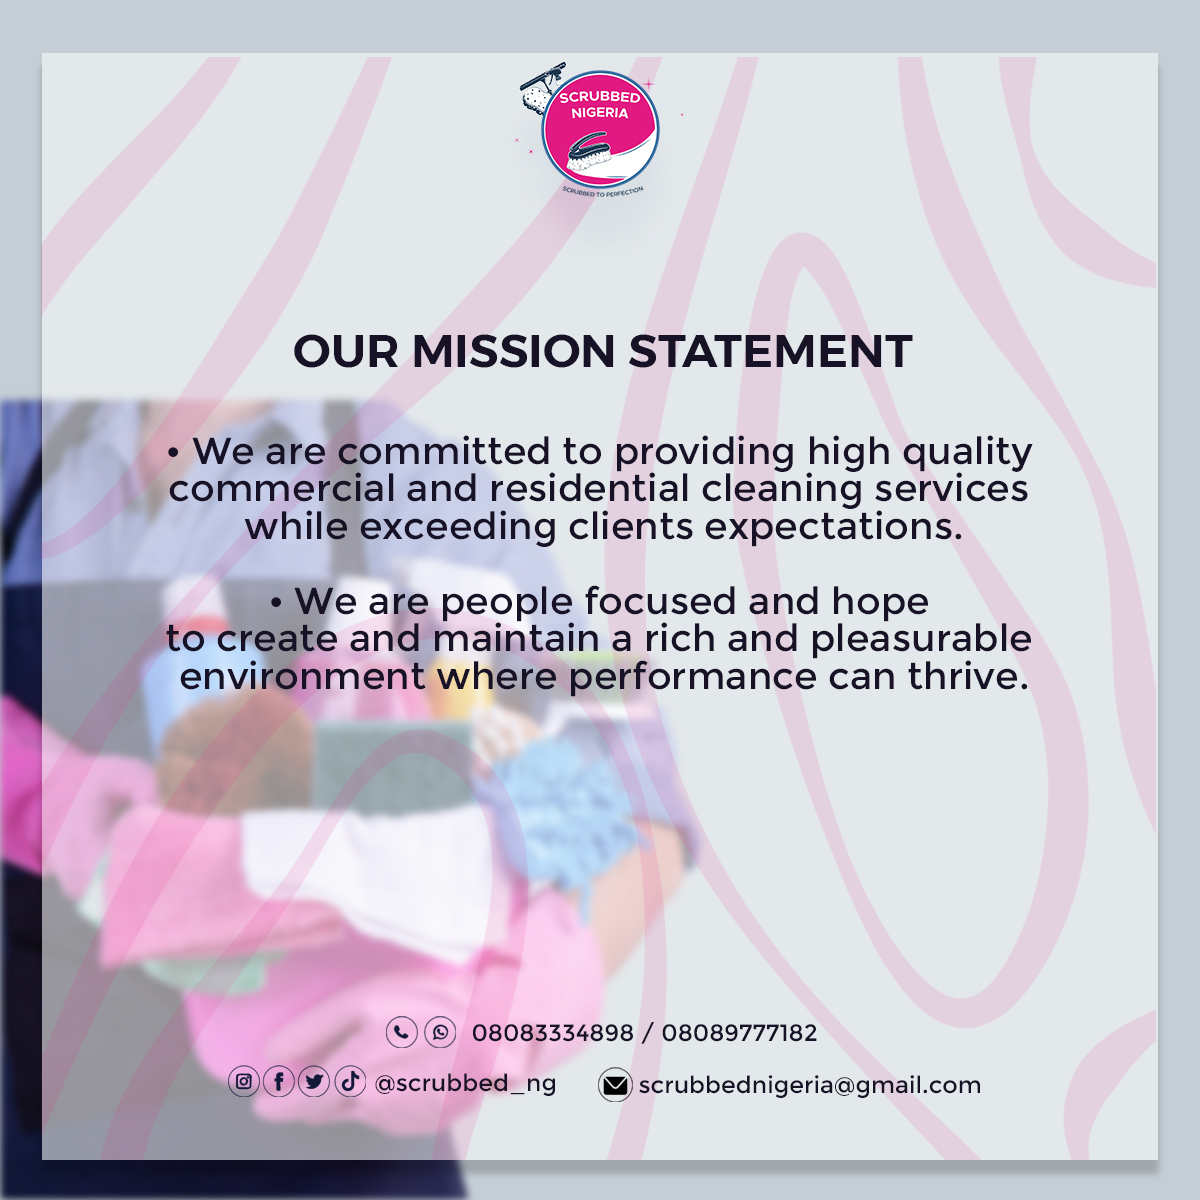 SCRUBBED
NIGERIA
SCRUBBED TO PERFECTION
OUR MISSION STATEMENT
• We are committed to providing high quality
commercial and residential cleaning services
while exceeding clients expectations.
• We are people focused and hope
to create and maintain a rich and pleasurable
environment where performance can thrive.
08083334898 / 08089777182
@scrubbed_ng
scrubbednigeria@gmail.com